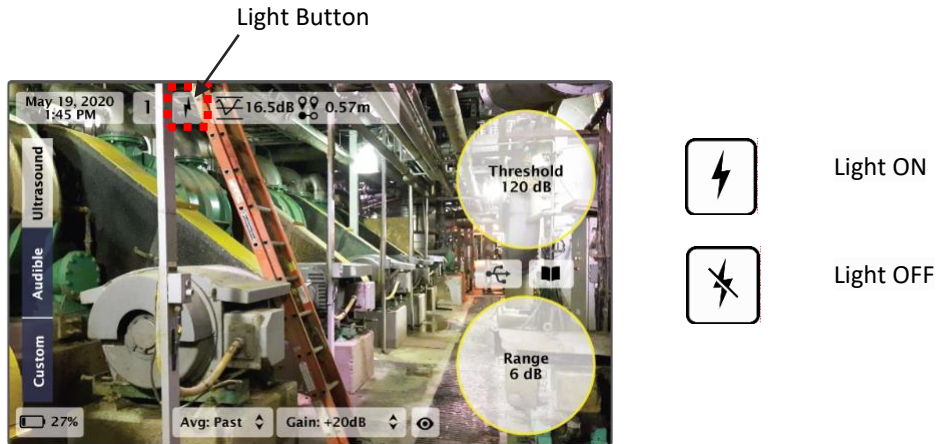 Light Button
May 19, 2020
1:45 PM
1
16.5dB
0.57m
Ultrasound
Audible
Custom
Threshold
120 dB
Range
6 dB
27%
Avg: Past
Gain: +20dB
Light ON
Light OFF